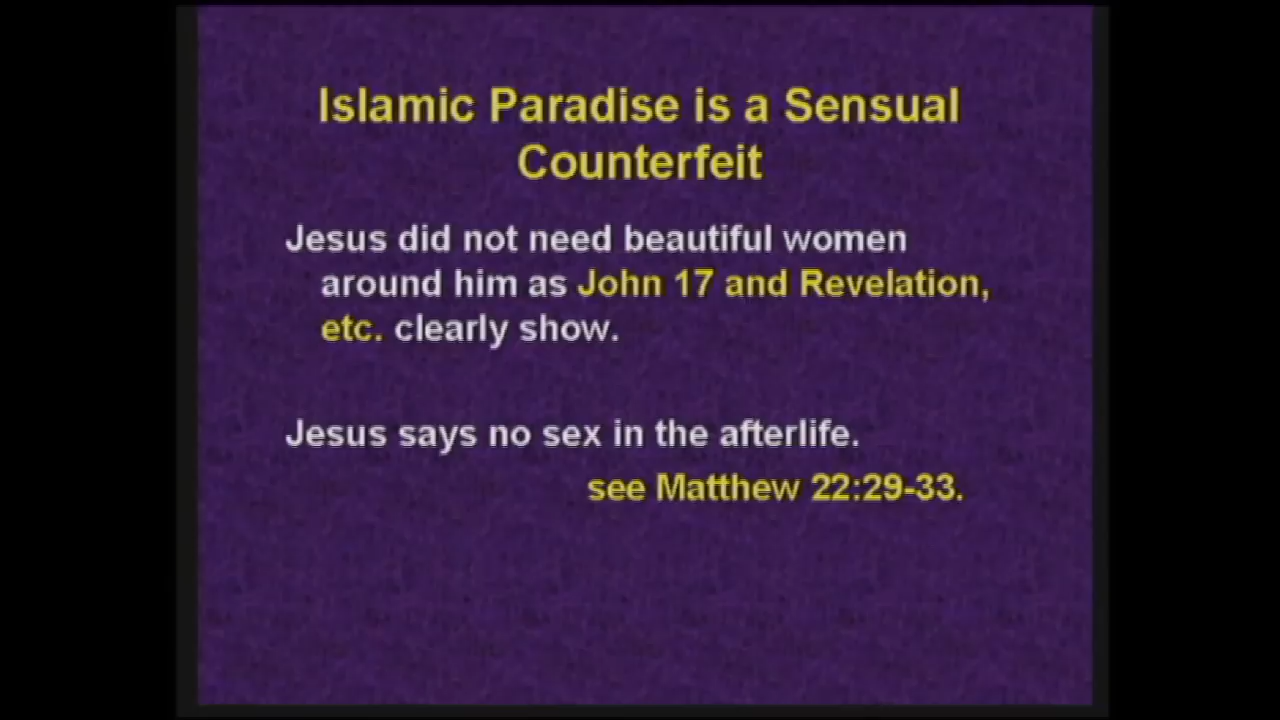 Islamic Paradise is a Sensual
Counterfeit
Jesus did not need beautiful women
around him as John 17 and Revelation,
etc. clearly show.
Jesus says no sex in the afterlife.
see Matthew 22:29-33.